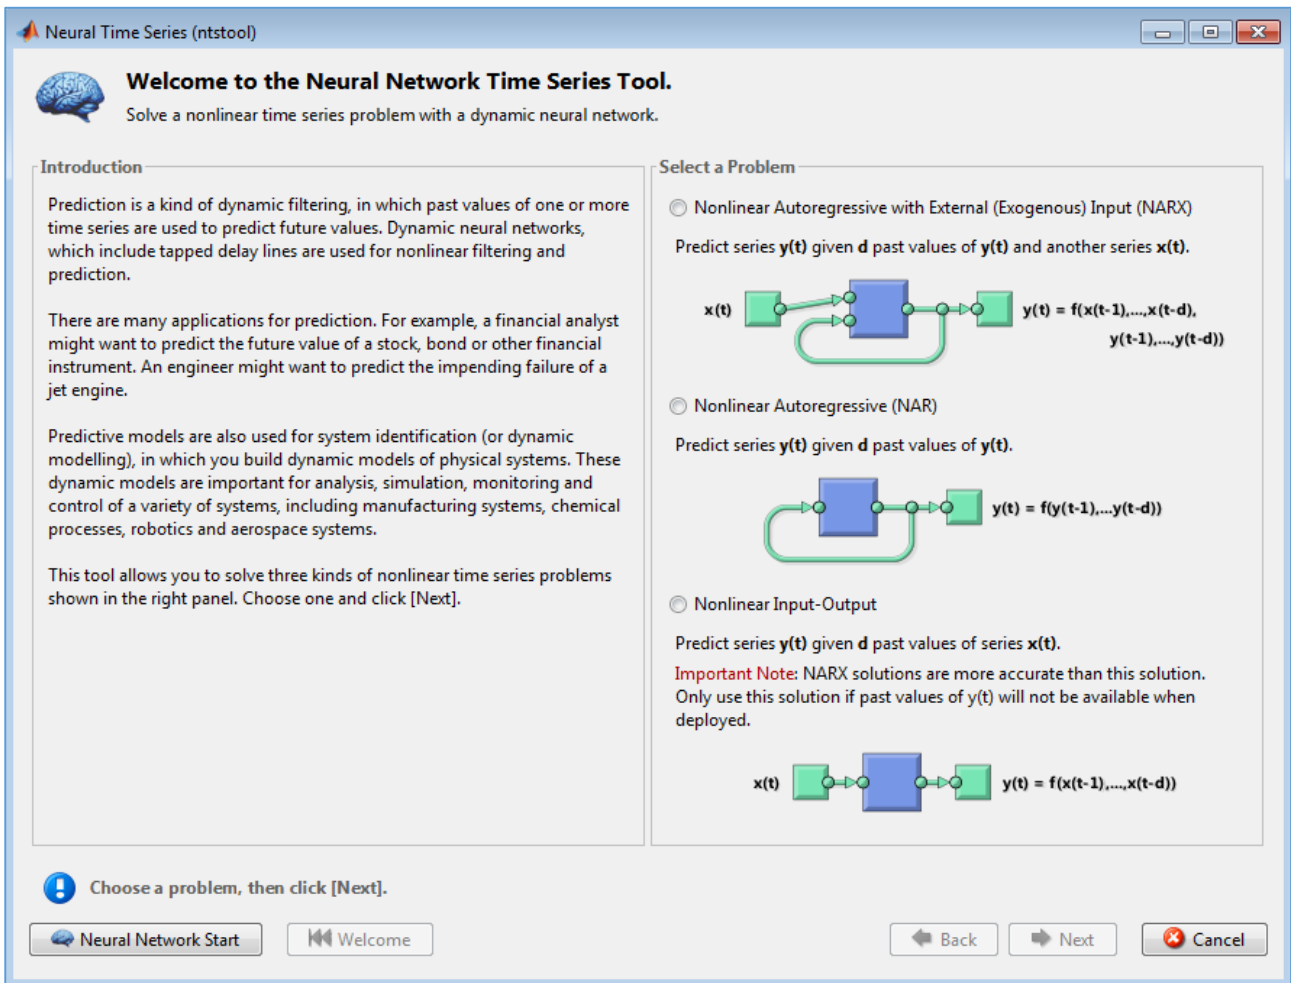 Neural Time Series (ntstool)
Welcome to the Neural Network Time Series Tool.
Solve a nonlinear time series problem with a dynamic neural network.
Introduction
Prediction is a kind of dynamic filtering, in which past values of one or more
time series are used to predict future values. Dynamic neural networks,
which include tapped delay lines are used for nonlinear filtering and
prediction.
There are many applications for prediction. For example, a financial analyst
might want to predict the future value of a stock, bond or other financial
instrument. An engineer might want to predict the impending failure of a
jet engine.
Predictive models are also used for system identification (or dynamic
modelling), in which you build dynamic models of physical systems. These
dynamic models are important for analysis, simulation, monitoring and
control of a variety of systems, including manufacturing systems, chemical
processes, robotics and aerospace systems.
This tool allows you to solve three kinds of nonlinear time series problems
shown in the right panel. Choose one and click [Next].
Select a Problem
Nonlinear Autoregressive with External (Exogenous) Input (NARX)
Predict series y(t) given d past values of y(t) and another series x(t).
x(t)
y(t) = f(x(t-1),...,x(t-d),
y(t-1),...,y(t-d))
Nonlinear Autoregressive (NAR)
Predict series y(t) given d past values of y(t).
y(t) = f(y(t-1),...y(t-d))
Nonlinear Input-Output
Predict series y(t) given d past values of series x(t).
Important Note: NARX solutions are more accurate than this solution.
Only use this solution if past values of y(t) will not be available when
deployed.
x(t)
y(t) = f(x(t-1),...,x(t-d))
Choose a problem, then click [Next].
Neural Network Start
Welcome
Back
Next
Cancel